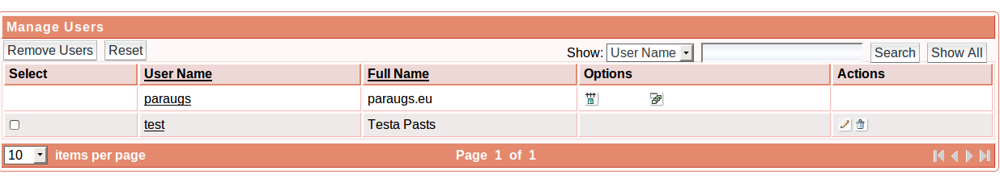 Manage Users
Remove Users Reset Show: User Name Search Show All
Select User Name Full Name Options Actions
paraugs paraugs.eu
test Testa Pasts
10 items per page Page 1 of 1